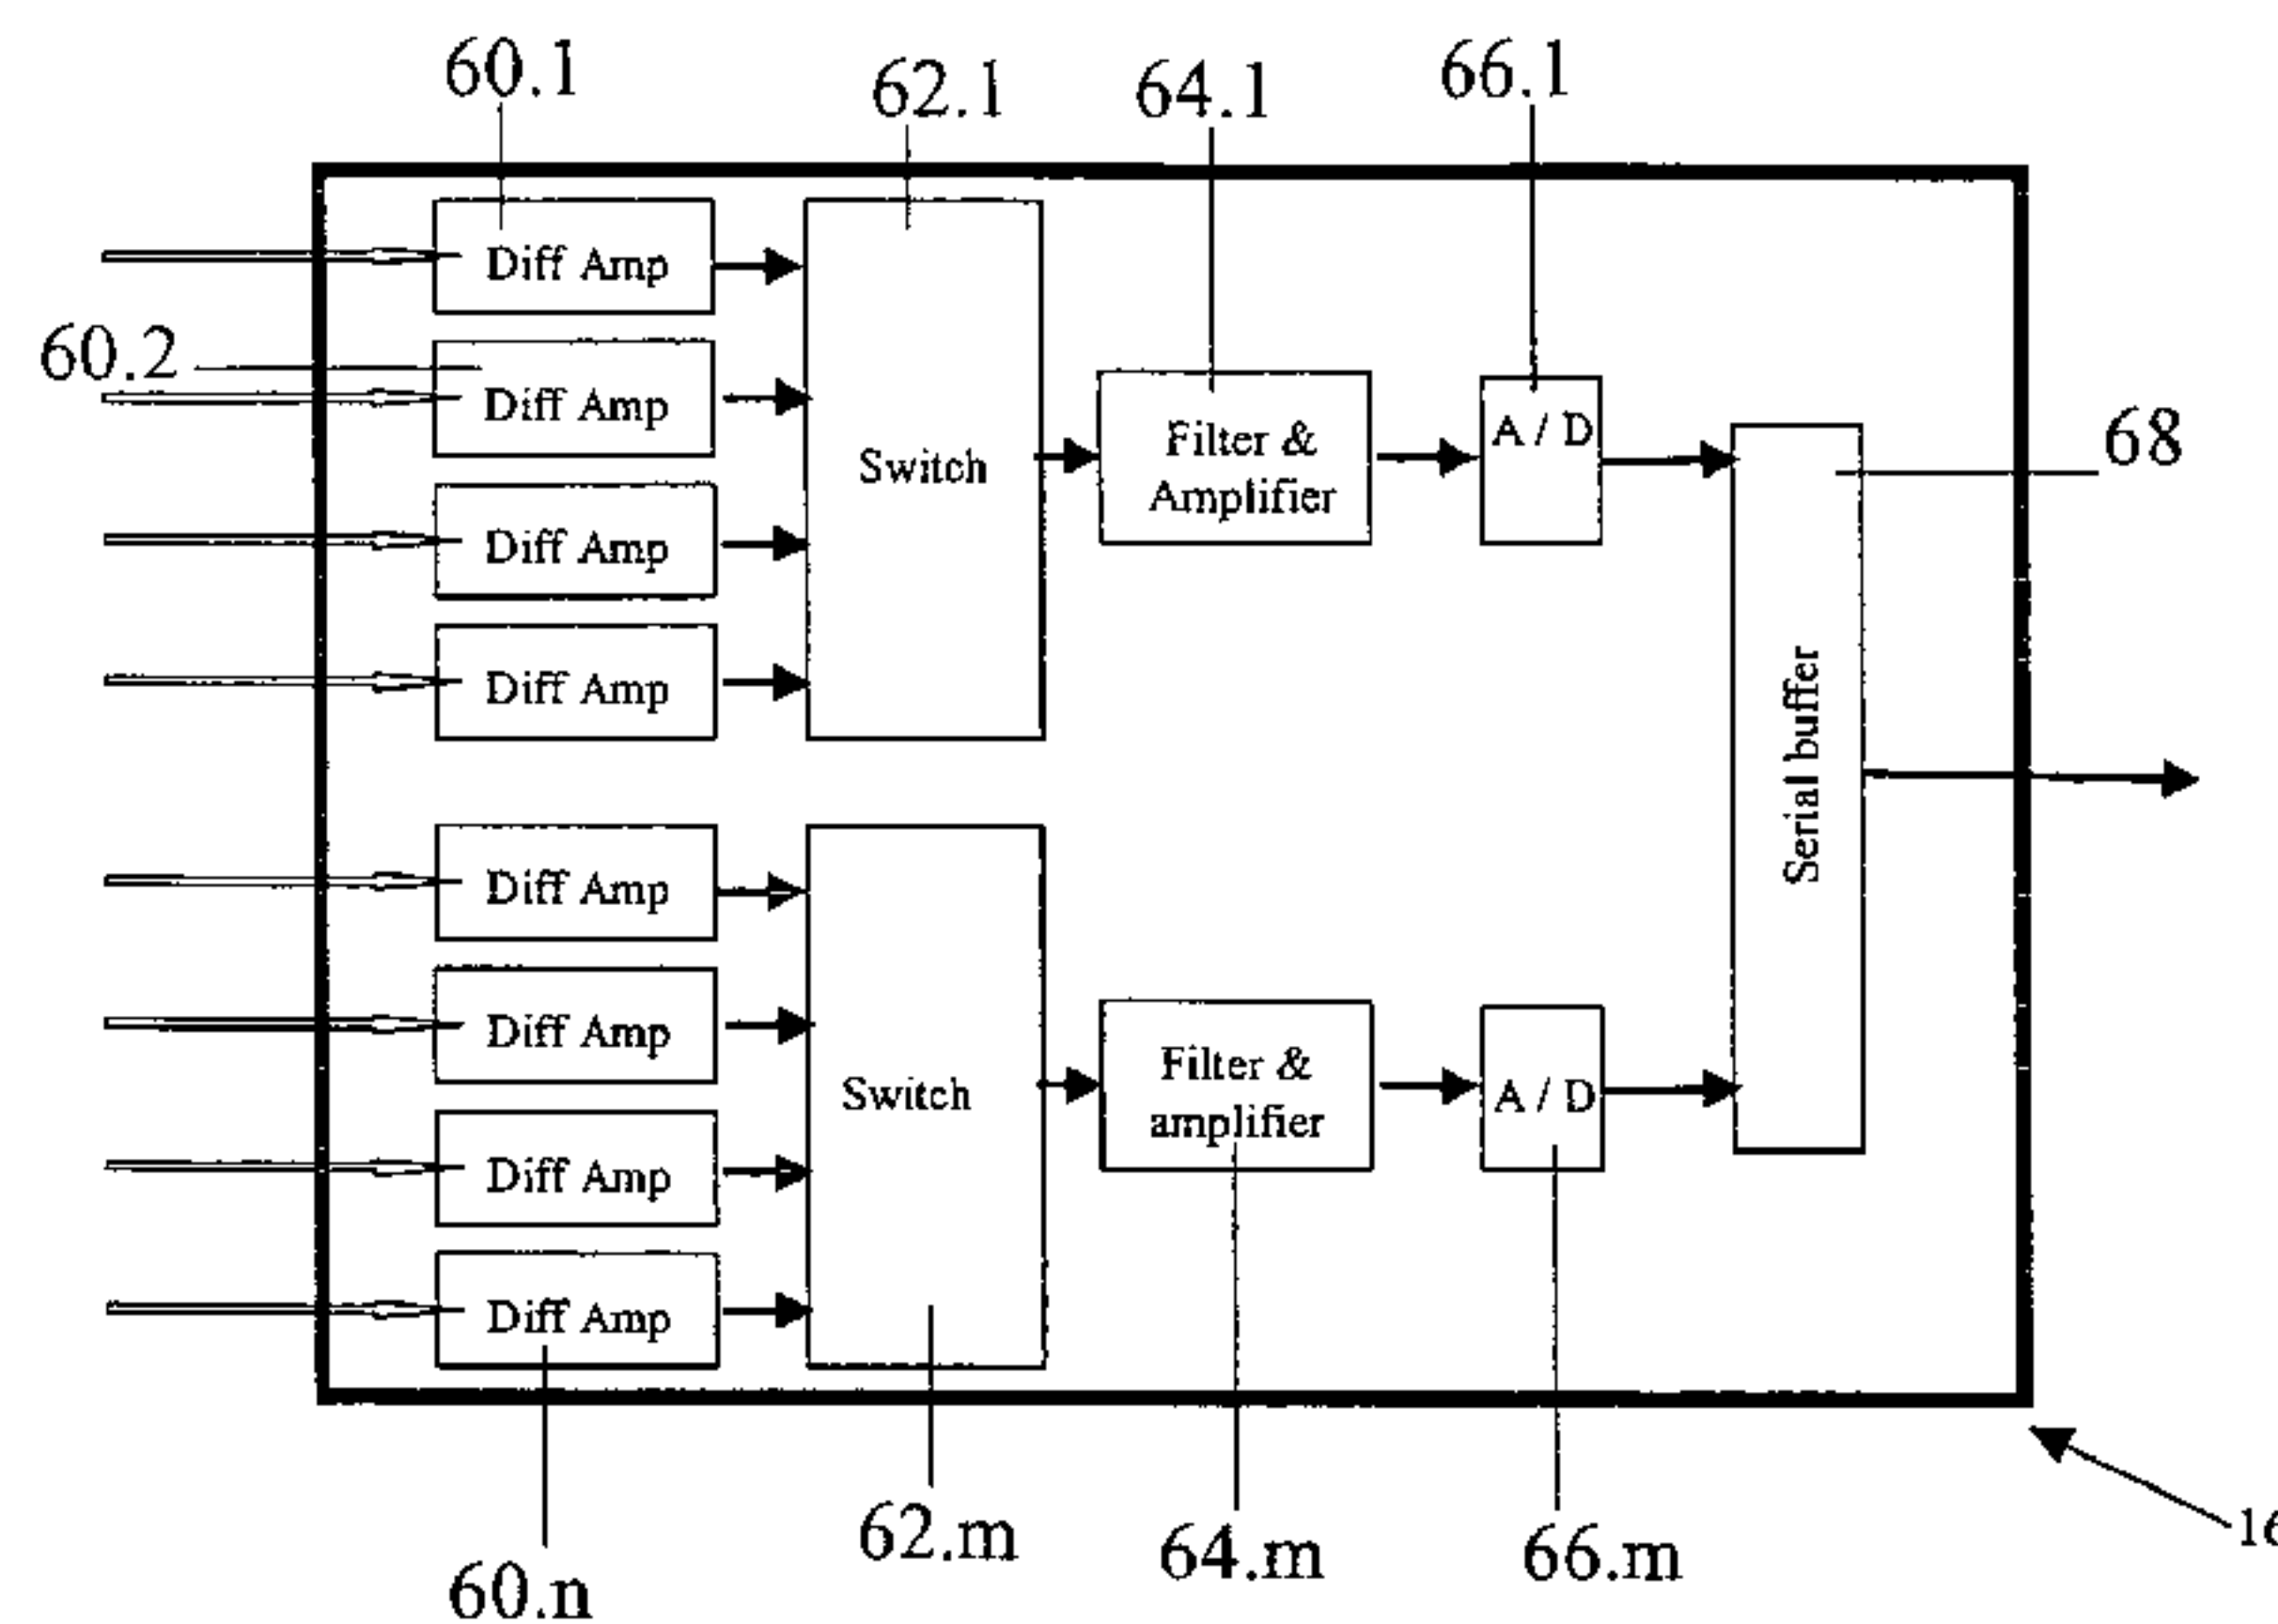 60.1
62.1
64.1
66.1
Diff Amp
60.2
Diff Amp
Diff Amp
Diff Amp
Switch
Filter &
Amplifier
A / D
68
Serial buffer
Diff Amp
Diff Amp
Diff Amp
Diff Amp
Switch
Filter &
amplifier
A / D
60.n
62.m
64.m
66.m
16